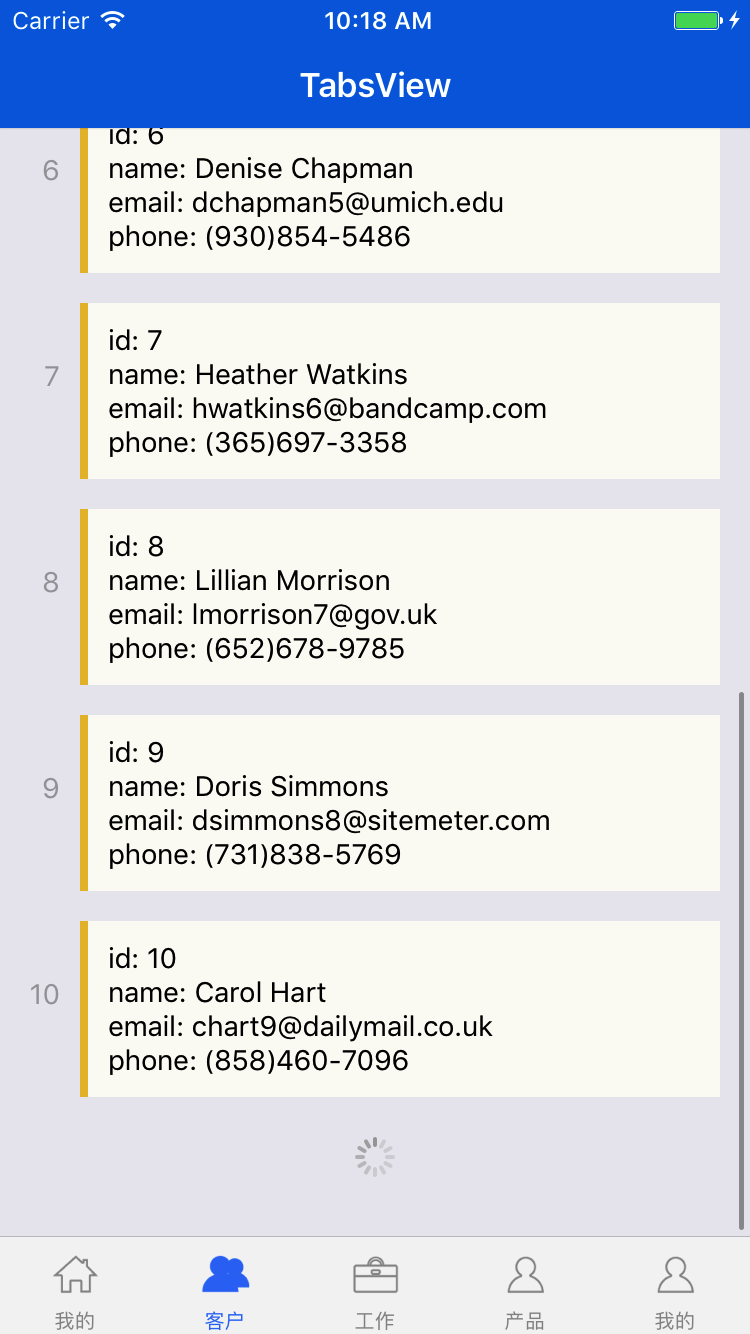 Carrier 10:18 AM
TabsView
id: 6
6
name: Denise Chapman
email: dchapman5@umich.edu
phone: (930)854-5486
id: 7
7
name: Heather Watkins
email: hwatkins6@bandcamp.com
phone: (365)697-3358
id: 8
8
name: Lillian Morrison
email: lmorrison7@gov.uk
phone: (652)678-9785
id: 9
9
name: Doris Simmons
email: dsimmons8@sitemeter.com
phone: (731)838-5769
id: 10
10
name: Carol Hart
email: chart9@dailymail.co.uk
phone: (858)460-7096
我的 客户 工作 产品 我的